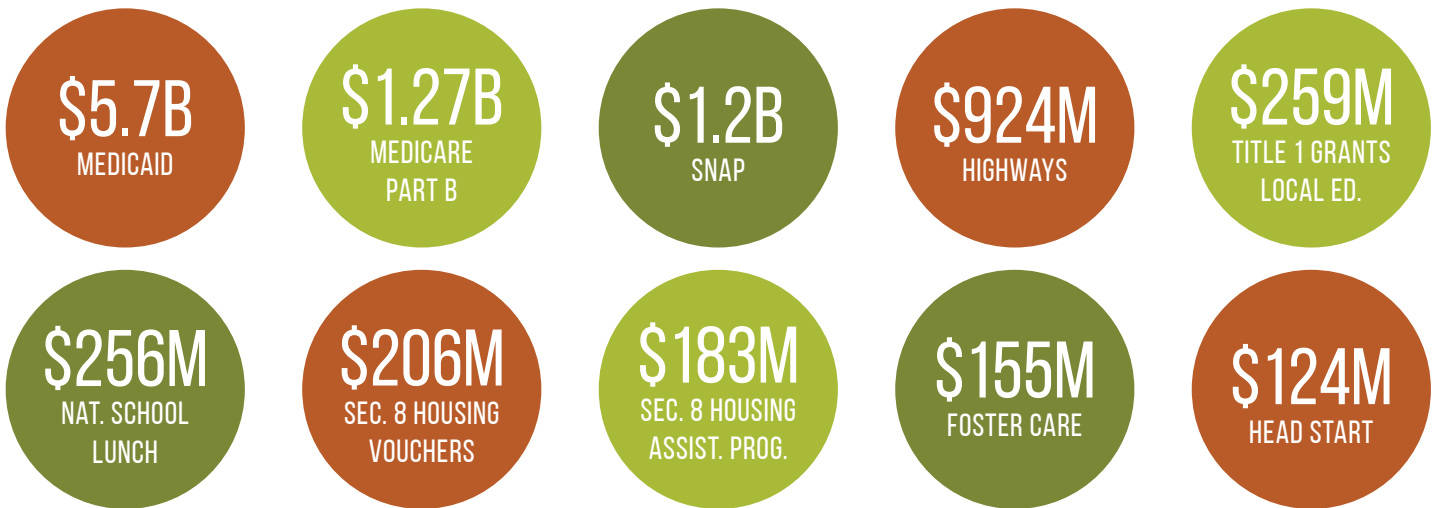 $5.7B
MEDICAID
$1.27B
MEDICARE
PART B
$1.2B
SNAP
$924M
HIGHWAYS
$259M
TITLE 1 GRANTS
LOCAL ED.
$256M
NAT. SCHOOL
LUNCH
$206M
SEC. 8 HOUSING
VOUCHERS
$183M
SEC. 8 HOUSING
ASSIST. PROG.
$155M
FOSTER CARE
$124M
HEAD START